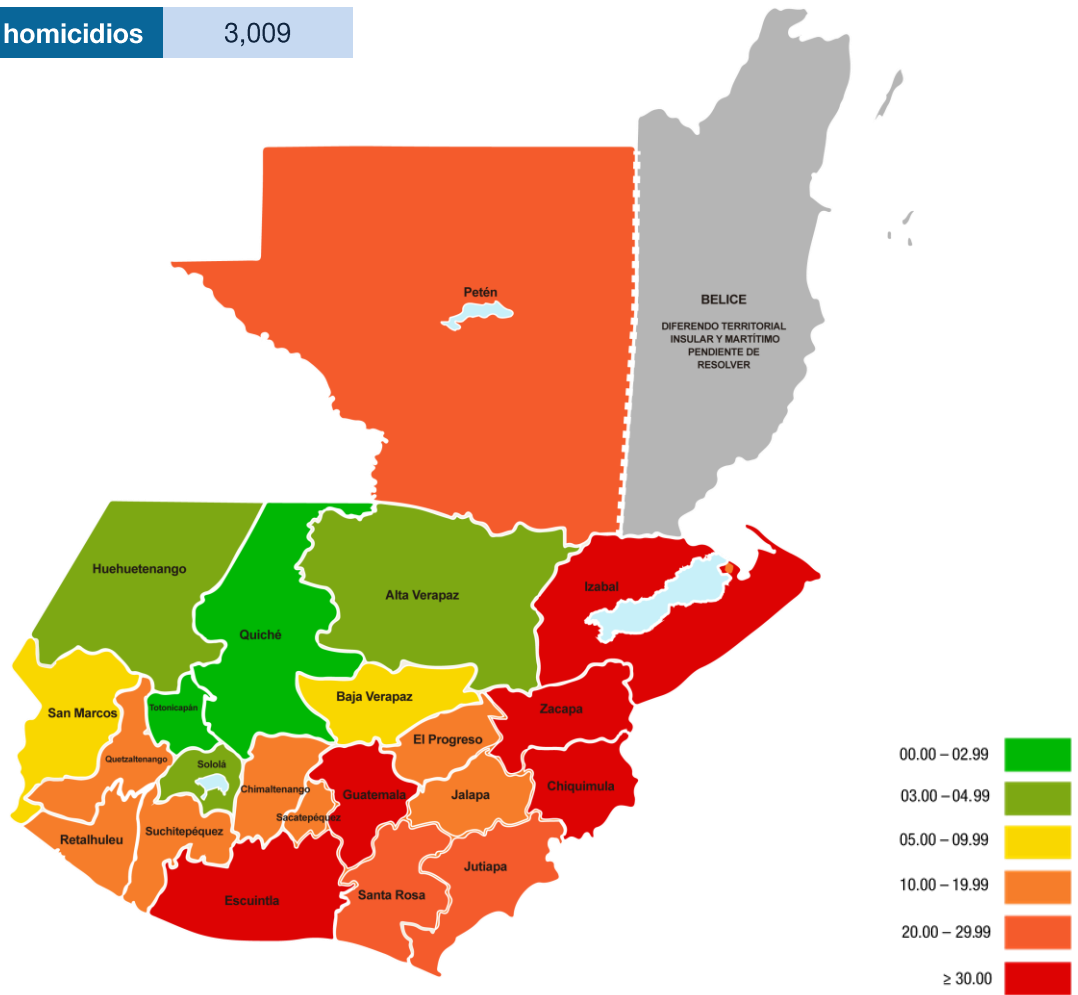 homicidios 3,009
Petén
BELICE
DIFERENDO TERRITORIAL
INSULAR Y MARTÍTIMO
PENDIENTE DE
RESOLVER
Huehuetenango
Alta Verapaz
Izabal
Quiché
San Marcos
Totonicapán
Baja Verapaz
Zacapa
Quetzaltenango
Sololá
El Progreso
Chimaltenango
Guatemala
Jalapa
Chiquimula
Sacatepéquez
Retalhuleu
Suchitepéquez
Jutiapa
Escuintla
Santa Rosa
00.00 – 02.99
03.00 – 04.99
05.00 – 09.99
10.00 – 19.99
20.00 – 29.99
≥ 30.00